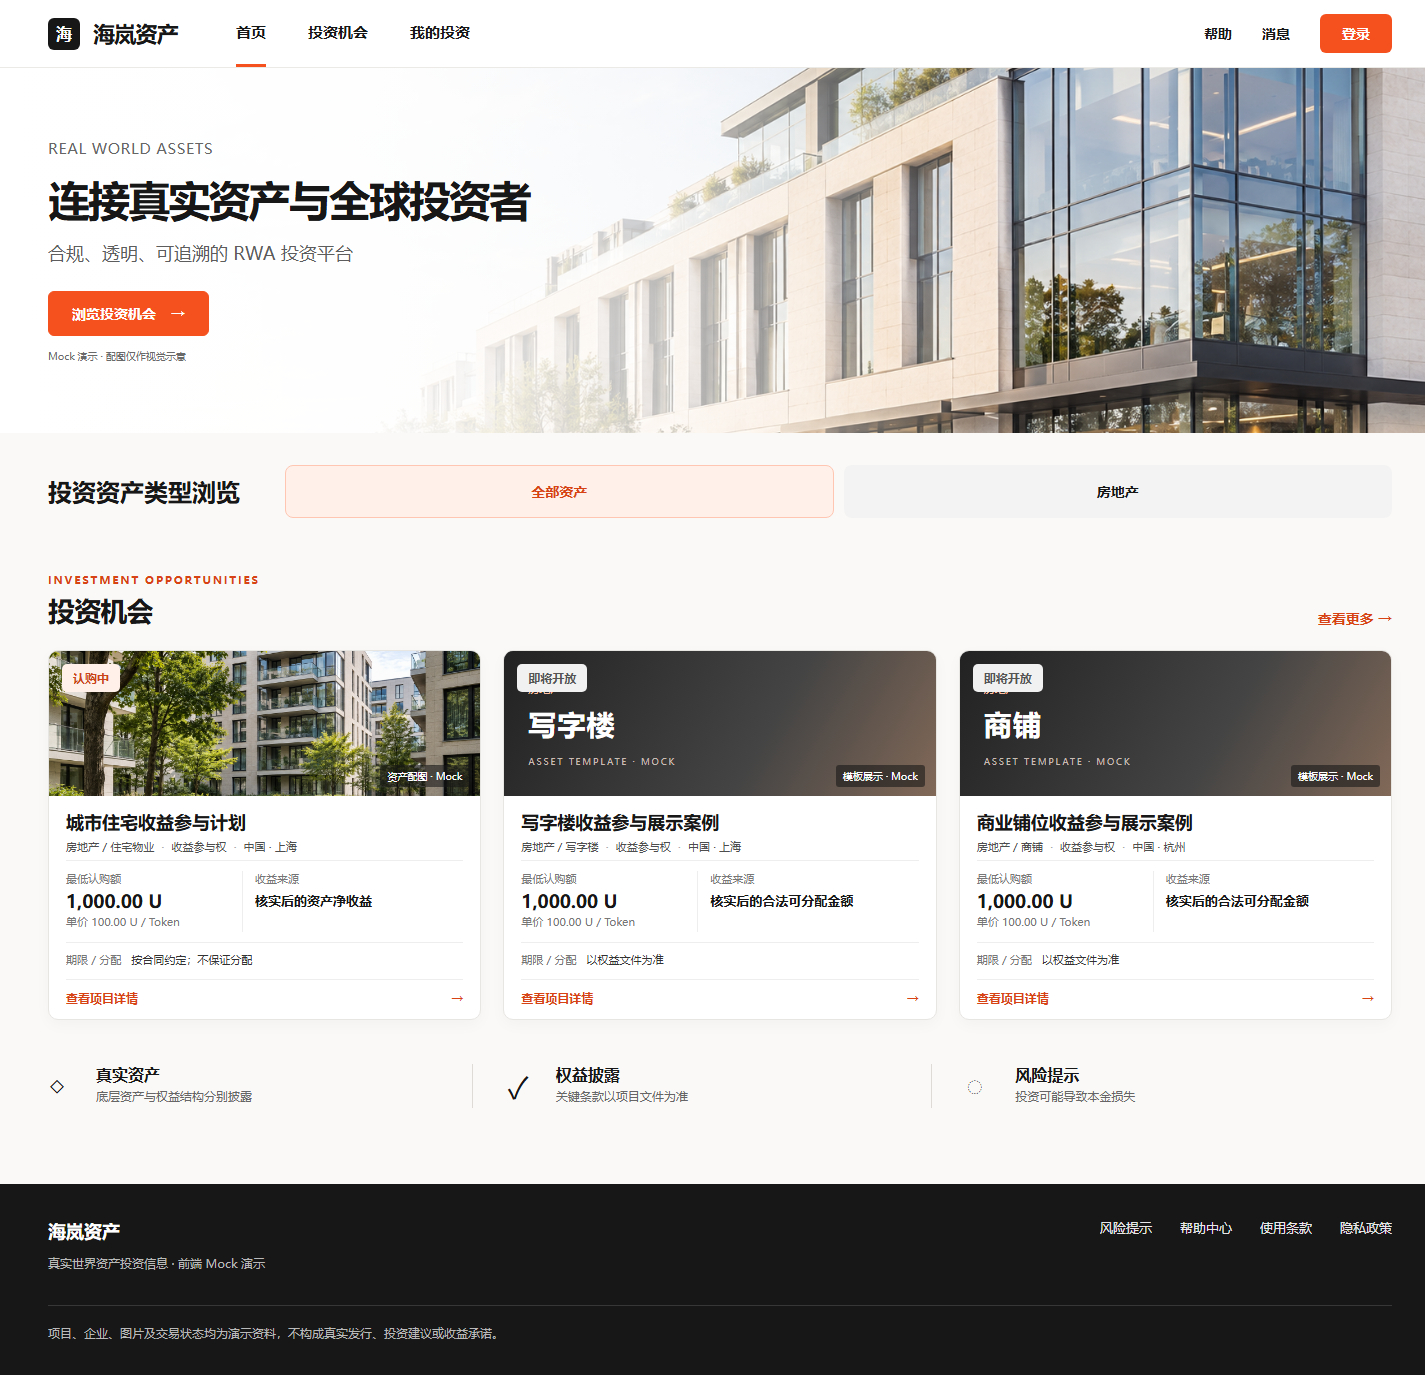 海 海岚资产 首页 投资机会 我的投资 帮助 消息 登录
REAL WORLD ASSETS
连接真实资产与全球投资者
合规、透明、可追溯的 RWA 投资平台
浏览投资机会 →
Mock 演示 · 配图仅作视觉示意
投资资产类型浏览 全部资产 房地产
INVESTMENT OPPORTUNITIES
投资机会
查看更多 →
认购中
资产配图 · Mock
城市住宅收益参与计划
房地产 / 住宅物业 · 收益参与权 · 中国 · 上海
最低认购额 收益来源
1,000.00 U 核实后的资产净收益
单价 100.00 U / Token
期限 / 分配 按合同约定；不保证分配
查看项目详情 →
即将开放
写字楼
ASSET TEMPLATE · MOCK
模板展示 · Mock
写字楼收益参与展示案例
房地产 / 写字楼 · 收益参与权 · 中国 · 上海
最低认购额 收益来源
1,000.00 U 核实后的合法可分配金额
单价 100.00 U / Token
期限 / 分配 以权益文件为准
查看项目详情 →
即将开放
商铺
ASSET TEMPLATE · MOCK
模板展示 · Mock
商业铺位收益参与展示案例
房地产 / 商铺 · 收益参与权 · 中国 · 杭州
最低认购额 收益来源
1,000.00 U 核实后的合法可分配金额
单价 100.00 U / Token
期限 / 分配 以权益文件为准
查看项目详情 →
真实资产
底层资产与权益结构分别披露
权益披露
关键条款以项目文件为准
风险提示
投资可能导致本金损失
海岚资产
真实世界资产投资信息 · 前端 Mock 演示
风险提示 帮助中心 使用条款 隐私政策
项目、企业、图片及交易状态均为演示资料，不构成真实发行、投资建议或收益承诺。